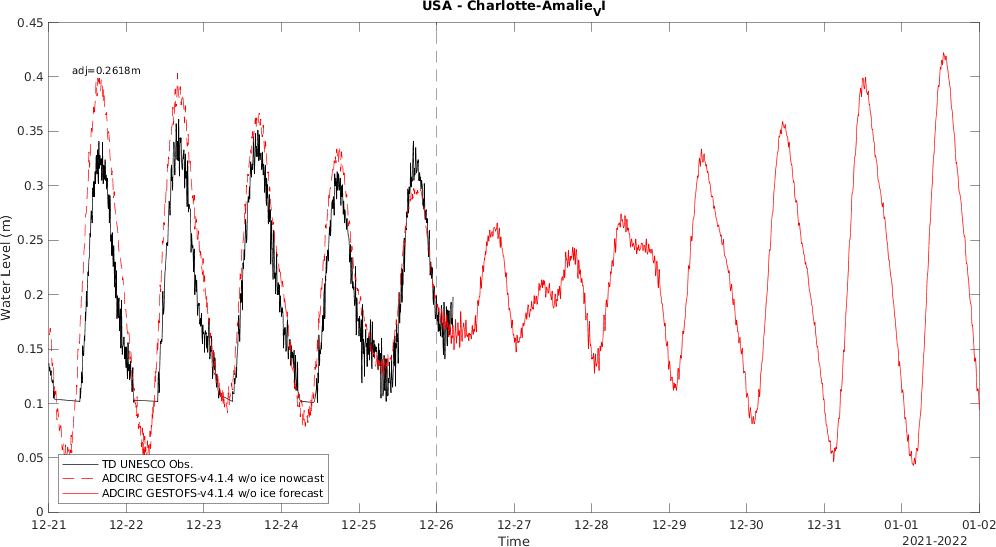 USA - Charlotte-Amalie_VI
0.45
adj=0.2618m
0.4
0.35
0.3
0.25
0.2
0.15
0.1
0.05
0
Water Level (m)
TD UNESCO Obs.
ADCIRC GESTOFS-v4.1.4 w/o ice nowcast
ADCIRC GESTOFS-v4.1.4 w/o ice forecast
12-21 12-22 12-23 12-24 12-25 12-26 12-27 12-28 12-29 12-30 12-31 01-01 01-02
Time
2021-2022